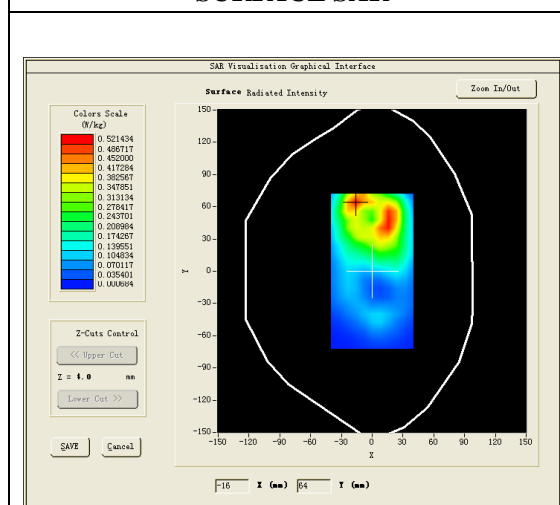 SURFACE SAR
SAR Visualisation Graphical Interface
Surface Radiated Intensity
Zoom In/Out
Colors Scale
(W/kg)
0.521434
0.486717
0.452000
0.417284
0.382567
0.347851
0.313134
0.278417
0.243701
0.208984
0.174267
0.139551
0.104834
0.070117
0.035401
0.000684
150-
120-
90-
60-
30-
0-
-30-
-60-
-90-
-120-
-150-
Y
-150 -120 -90 -60 -30 0 30 60 90 120 150
X
Z-Cuts Control
<< Upper Cut
Z = 4.0 mm
Lower Cut >>
SAVE Cancel
-16 X (mm) 64 Y (mm)